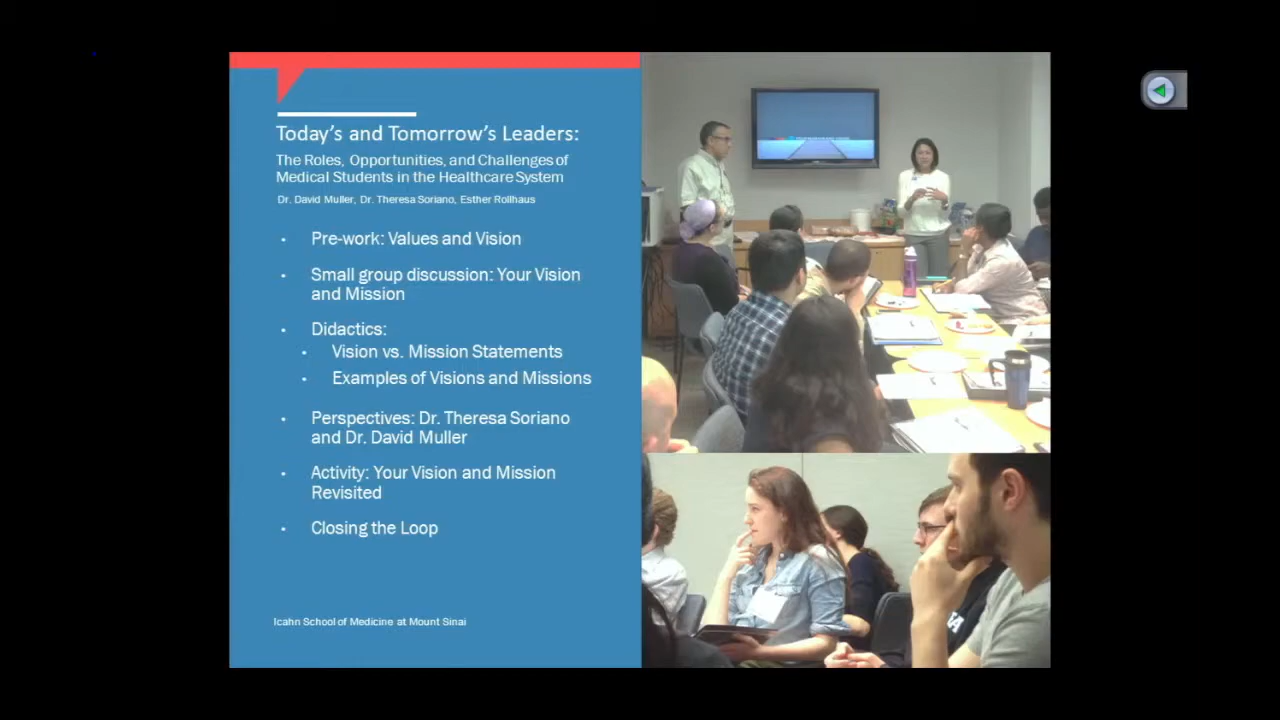 Today's and Tomorrow's Leaders:
The Roles, Opportunities, and Challenges of
Medical Students in the Healthcare System
Dr. David Muller, Dr. Theresa Soriano, Esther Rollhaus
• Pre-work: Values and Vision
• Small group discussion: Your Vision
and Mission
• Didactics:
• Vision vs. Mission Statements
• Examples of Visions and Missions
• Perspectives: Dr. Theresa Soriano
and Dr. David Muller
• Activity: Your Vision and Mission
Revisited
• Closing the Loop
Icahn School of Medicine at Mount Sinai